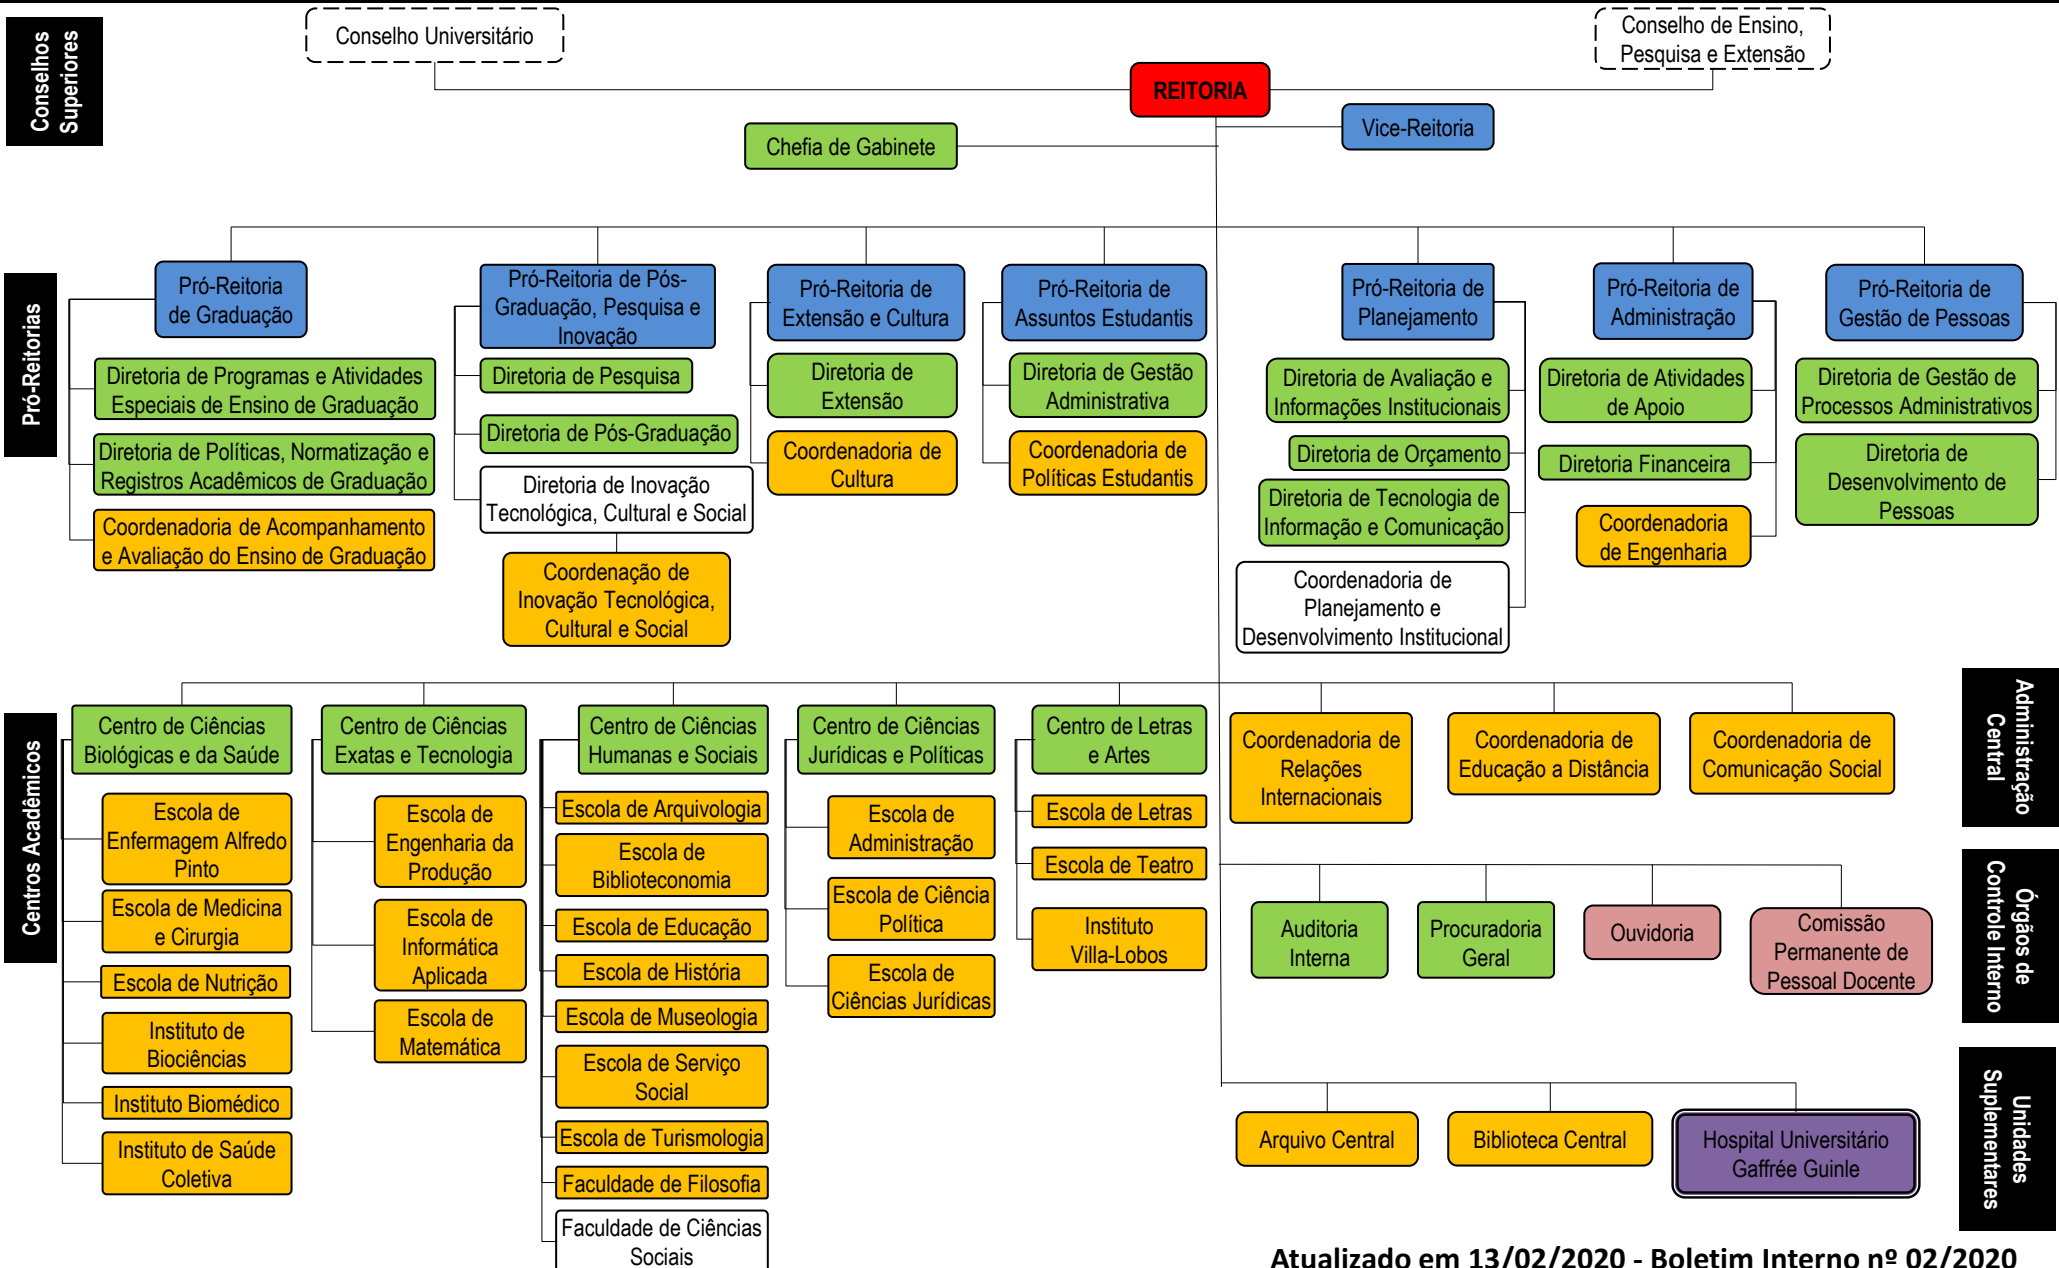 Conselhos
Superiores
Conselho Universitário
Conselho de Ensino,
Pesquisa e Extensão
REITORIA
Vice-Reitoria
Chefia de Gabinete
Pró-Reitorias
Pró-Reitoria
de Graduação
Diretoria de Programas e Atividades
Especiais de Ensino de Graduação
Diretoria de Políticas, Normatização e
Registros Acadêmicos de Graduação
Coordenadoria de Acompanhamento
e Avaliação do Ensino de Graduação
Pró-Reitoria de Pós-
Graduação, Pesquisa e
Inovação
Diretoria de Pesquisa
Diretoria de Pós-Graduação
Diretoria de Inovação
Tecnológica, Cultural e Social
Coordenação de
Inovação Tecnológica,
Cultural e Social
Pró-Reitoria de
Extensão e Cultura
Diretoria de
Extensão
Coordenadoria de
Cultura
Pró-Reitoria de
Assuntos Estudantis
Diretoria de Gestão
Administrativa
Coordenadoria de
Políticas Estudantis
Pró-Reitoria de
Planejamento
Diretoria de Avaliação e
Informações Institucionais
Diretoria de Orçamento
Diretoria de Tecnologia de
Informação e Comunicação
Coordenadoria de
Planejamento e
Desenvolvimento Institucional
Pró-Reitoria de
Administração
Diretoria de Atividades
de Apoio
Diretoria Financeira
Coordenadoria
de Engenharia
Pró-Reitoria de
Gestão de Pessoas
Diretoria de Gestão de
Processos Administrativos
Diretoria de
Desenvolvimento de
Pessoas
Centros Acadêmicos
Centro de Ciências
Biológicas e da Saúde
Escola de
Enfermagem Alfredo
Pinto
Escola de Medicina
e Cirurgia
Escola de Nutrição
Instituto de
Biociências
Instituto Biomédico
Instituto de Saúde
Coletiva
Centro de Ciências
Exatas e Tecnologia
Escola de
Engenharia da
Produção
Escola de
Informática
Aplicada
Escola de
Matemática
Centro de Ciências
Humanas e Sociais
Escola de Arquivologia
Escola de
Biblioteconomia
Escola de Educação
Escola de História
Escola de Museologia
Escola de Serviço
Social
Escola de Turismologia
Faculdade de Filosofia
Faculdade de Ciências
Sociais
Centro de Ciências
Jurídicas e Políticas
Escola de
Administração
Escola de Ciência
Política
Escola de
Ciências Jurídicas
Centro de Letras
e Artes
Escola de Letras
Escola de Teatro
Instituto
Villa-Lobos
Administração
Central
Coordenadoria de
Relações
Internacionais
Coordenadoria de
Educação a Distância
Coordenadoria de
Comunicação Social
Órgãos de
Controle Interno
Auditoria
Interna
Procuradoria
Geral
Ouvidoria
Comissão
Permanente de
Pessoal Docente
Unidades
Suplementares
Arquivo Central
Biblioteca Central
Hospital Universitário
Gaffrée Guinle
Atualizado em 13/02/2020 - Boletim Interno nº 02/2020